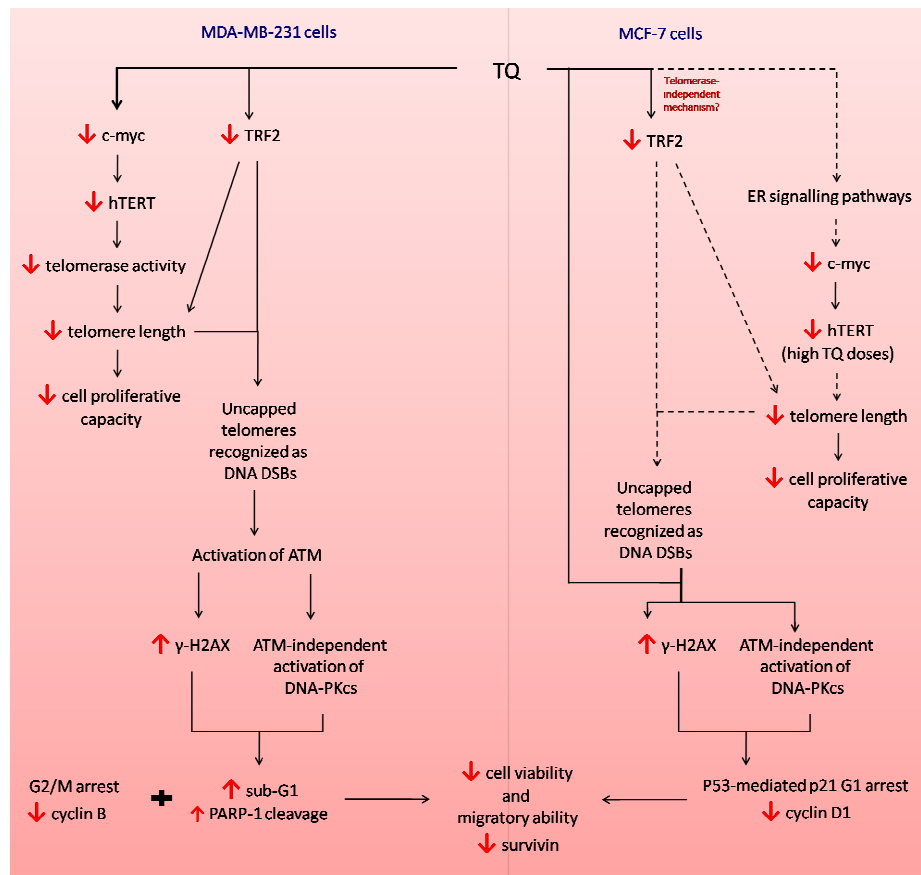 MDA-MB-231 cells
MCF-7 cells
TQ
Telomerase-
independent
mechanism?
c-myc
TRF2
TRF2
hTERT
ER signalling pathways
telomerase activity
c-myc
telomere length
hTERT
(high TQ doses)
cell proliferative
capacity
Uncapped
telomeres
recognized as
DNA DSBs
telomere length
cell proliferative
capacity
Uncapped
telomeres
recognized as
DNA DSBs
Activation of ATM
γ-H2AX
ATM-independent
activation of
DNA-PKcs
γ-H2AX
ATM-independent
activation of
DNA-PKcs
G2/M arrest
cyclin B
+
sub-G1
PARP-1 cleavage
cell viability
and
migratory ability
survivin
P53-mediated p21 G1 arrest
cyclin D1